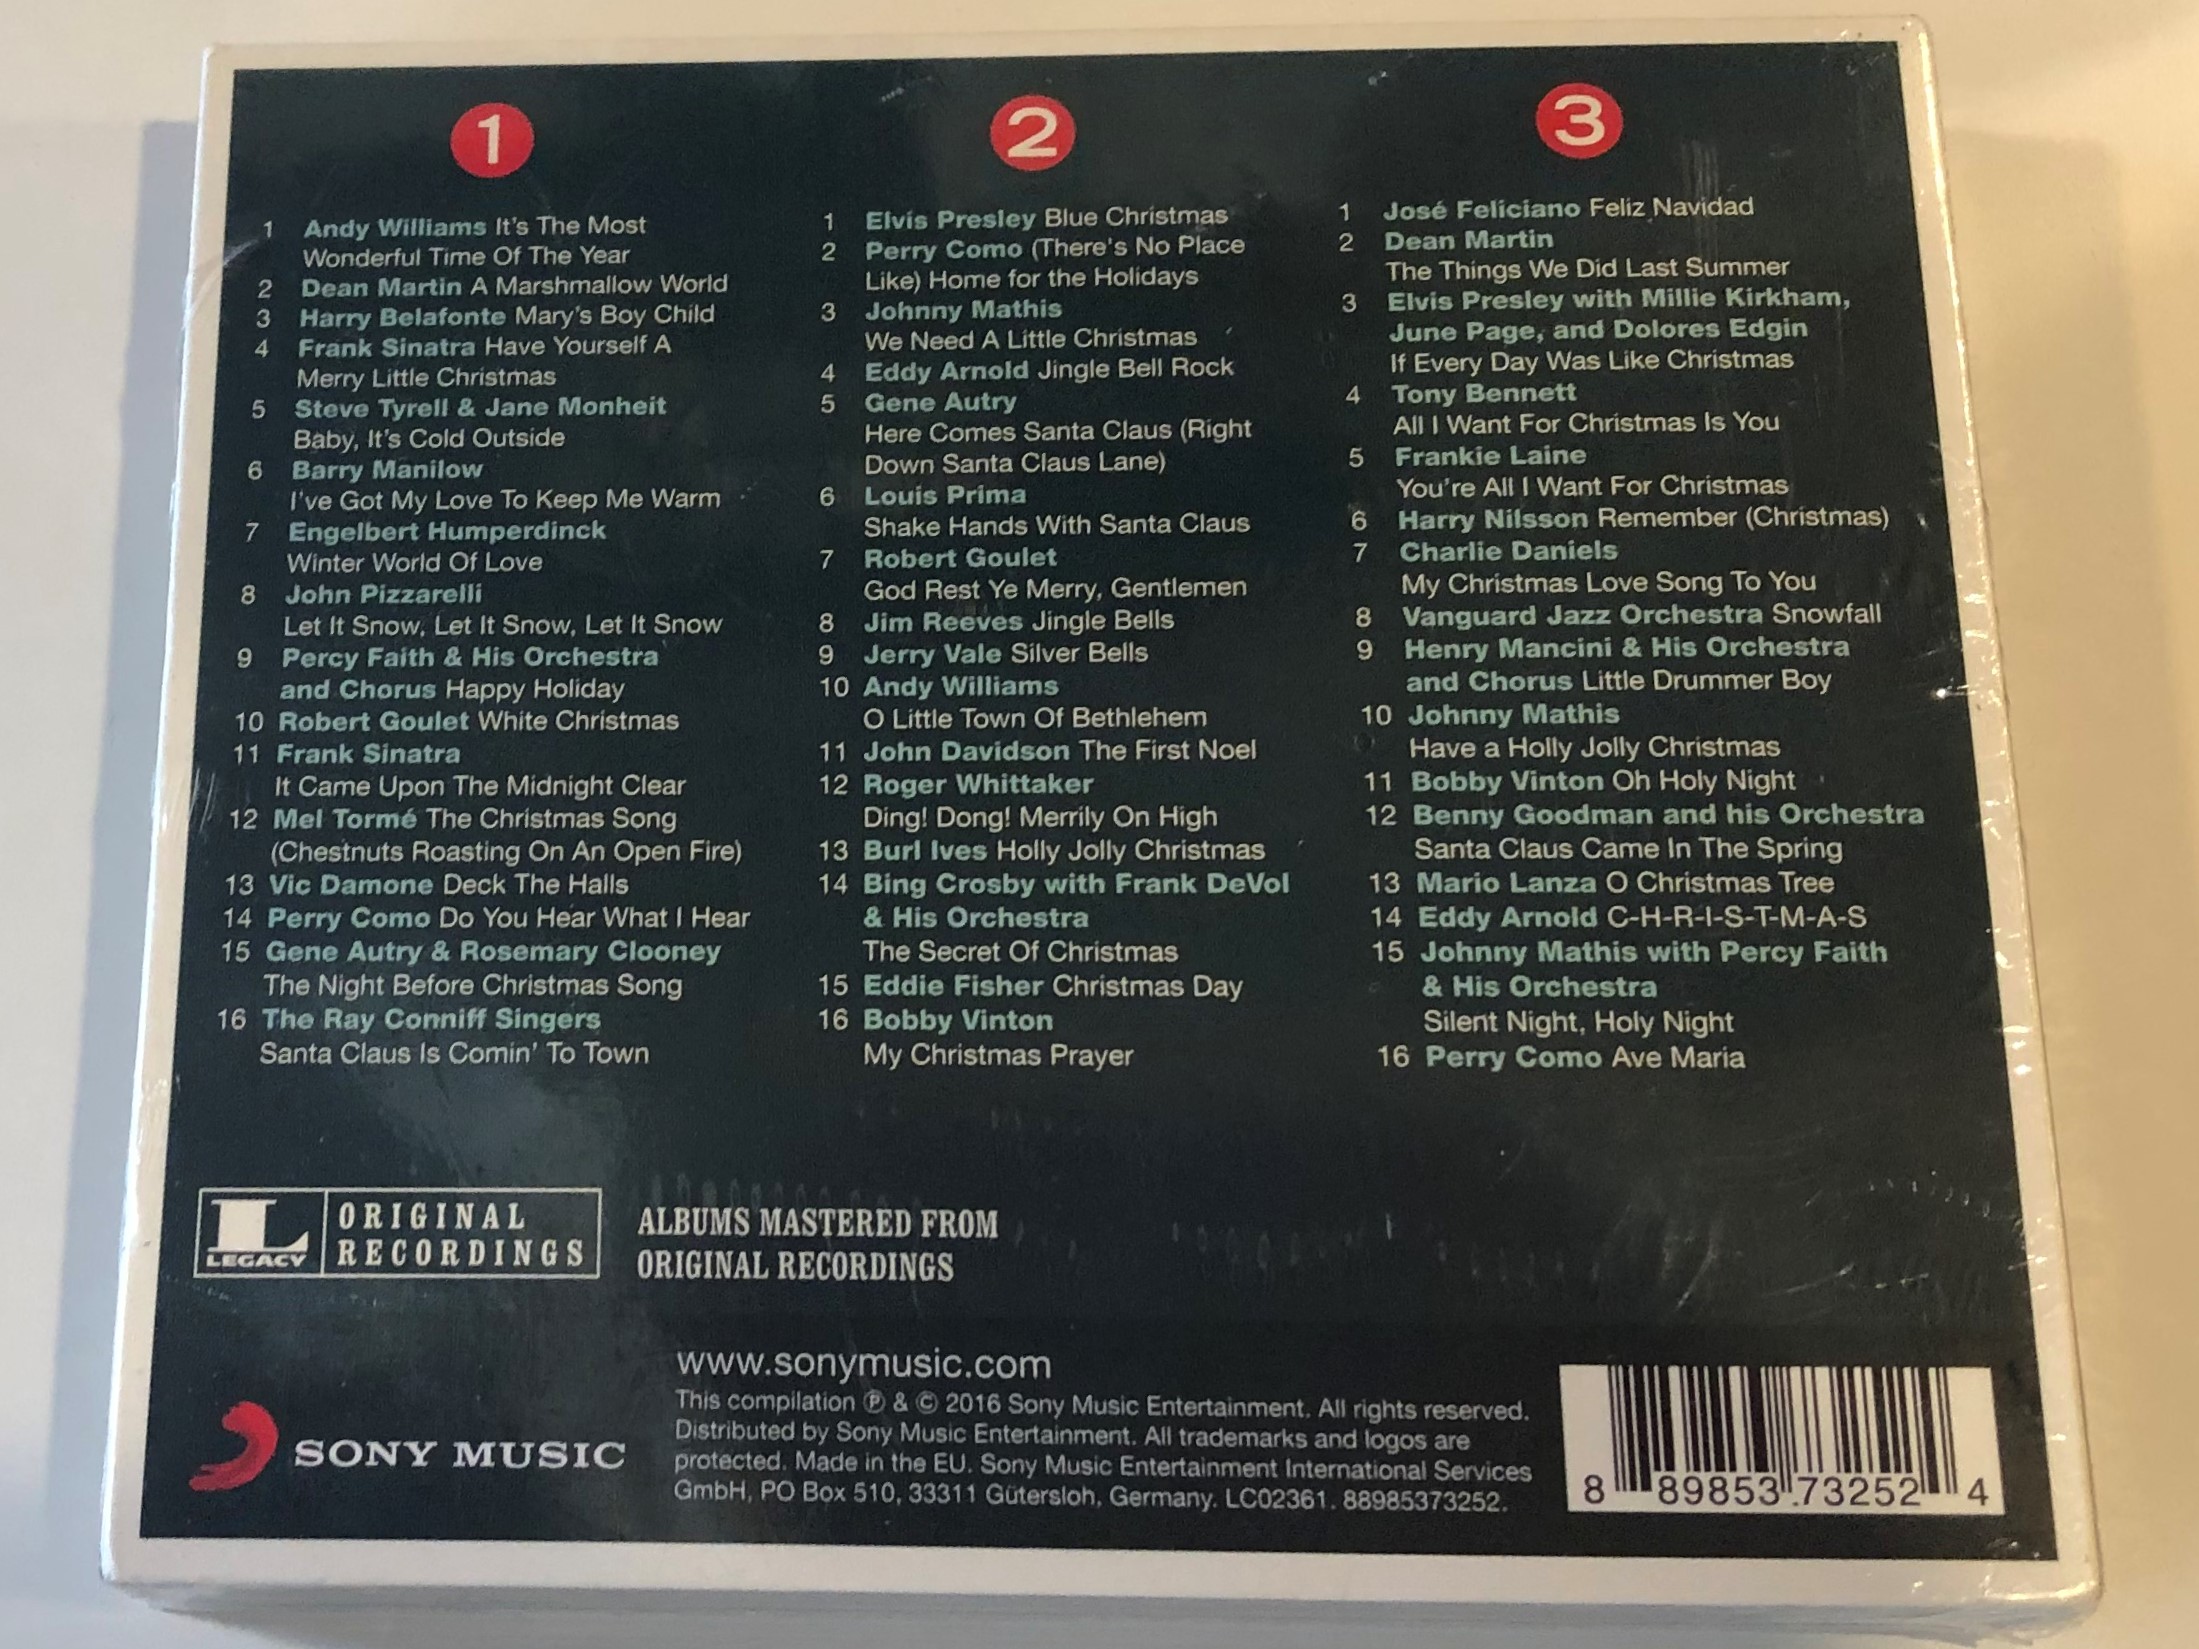 1
1 Andy Williams It's The Most
Wonderful Time Of The Year
2 Dean Martin A Marshmallow World
3 Harry Belafonte Mary's Boy Child
4 Frank Sinatra Have Yourself A
Merry Little Christmas
5 Steve Tyrell & Jane Monheit
Baby, It's Cold Outside
6 Barry Manilow
I've Got My Love To Keep Me Warm
7 Engelbert Humperdinck
Winter World Of Love
8 John Pizzarelli
Let It Snow, Let It Snow, Let It Snow
9 Percy Faith & His Orchestra
and Chorus Happy Holiday
10 Robert Goulet White Christmas
11 Frank Sinatra
It Came Upon The Midnight Clear
12 Mel Tormé The Christmas Song
(Chestnuts Roasting On An Open Fire)
13 Vic Damone Deck The Halls
14 Perry Como Do You Hear What I Hear
15 Gene Autry & Rosemary Clooney
The Night Before Christmas Song
16 The Ray Conniff Singers
Santa Claus Is Comin' To Town
2
1 Elvis Presley Blue Christmas
2 Perry Como (There's No Place
Like) Home for the Holidays
3 Johnny Mathis
We Need A Little Christmas
4 Eddy Arnold Jingle Bell Rock
5 Gene Autry
Here Comes Santa Claus (Right
Down Santa Claus Lane)
6 Louis Prima
Shake Hands With Santa Claus
7 Robert Goulet
God Rest Ye Merry, Gentlemen
8 Jim Reeves Jingle Bells
9 Jerry Vale Silver Bells
10 Andy Williams
O Little Town Of Bethlehem
11 John Davidson The First Noel
12 Roger Whittaker
Ding! Dong! Merrily On High
13 Burl Ives Holly Jolly Christmas
14 Bing Crosby with Frank DeVol
& His Orchestra
The Secret Of Christmas
15 Eddie Fisher Christmas Day
16 Bobby Vinton
My Christmas Prayer
3
1 José Feliciano Feliz Navidad
2 Dean Martin
The Things We Did Last Summer
3 Elvis Presley with Millie Kirkham,
June Page, and Dolores Edgin
If Every Day Was Like Christmas
4 Tony Bennett
All I Want For Christmas Is You
5 Frankie Laine
You're All I Want For Christmas
6 Harry Nilsson Remember (Christmas)
7 Charlie Daniels
My Christmas Love Song To You
8 Vanguard Jazz Orchestra Snowfall
9 Henry Mancini & His Orchestra
and Chorus Little Drummer Boy
10 Johnny Mathis
Have a Holly Jolly Christmas
11 Bobby Vinton Oh Holy Night
12 Benny Goodman and his Orchestra
Santa Claus Came In The Spring
13 Mario Lanza O Christmas Tree
14 Eddy Arnold C-H-R-I-S-T-M-A-S
15 Johnny Mathis with Percy Faith
& His Orchestra
Silent Night, Holy Night
16 Perry Como Ave Maria
L
LEGACY
ORIGINAL
RECORDINGS
ALBUMS MASTERED FROM
ORIGINAL RECORDINGS
SONY MUSIC
www.sonymusic.com
This compilation ℗ & © 2016 Sony Music Entertainment. All rights reserved.
Distributed by Sony Music Entertainment. All trademarks and logos are
protected. Made in the EU. Sony Music Entertainment International Services
GmbH, PO Box 510, 33311 Gütersloh, Germany. LC02361. 88985373252.
8 89853 73252 4